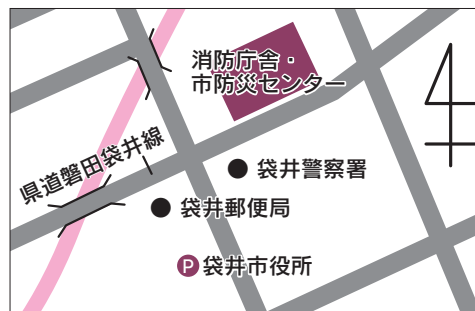 消防庁舎・
市防災センター
県道磐田袋井線
袋井警察署
袋井郵便局
P袋井市役所